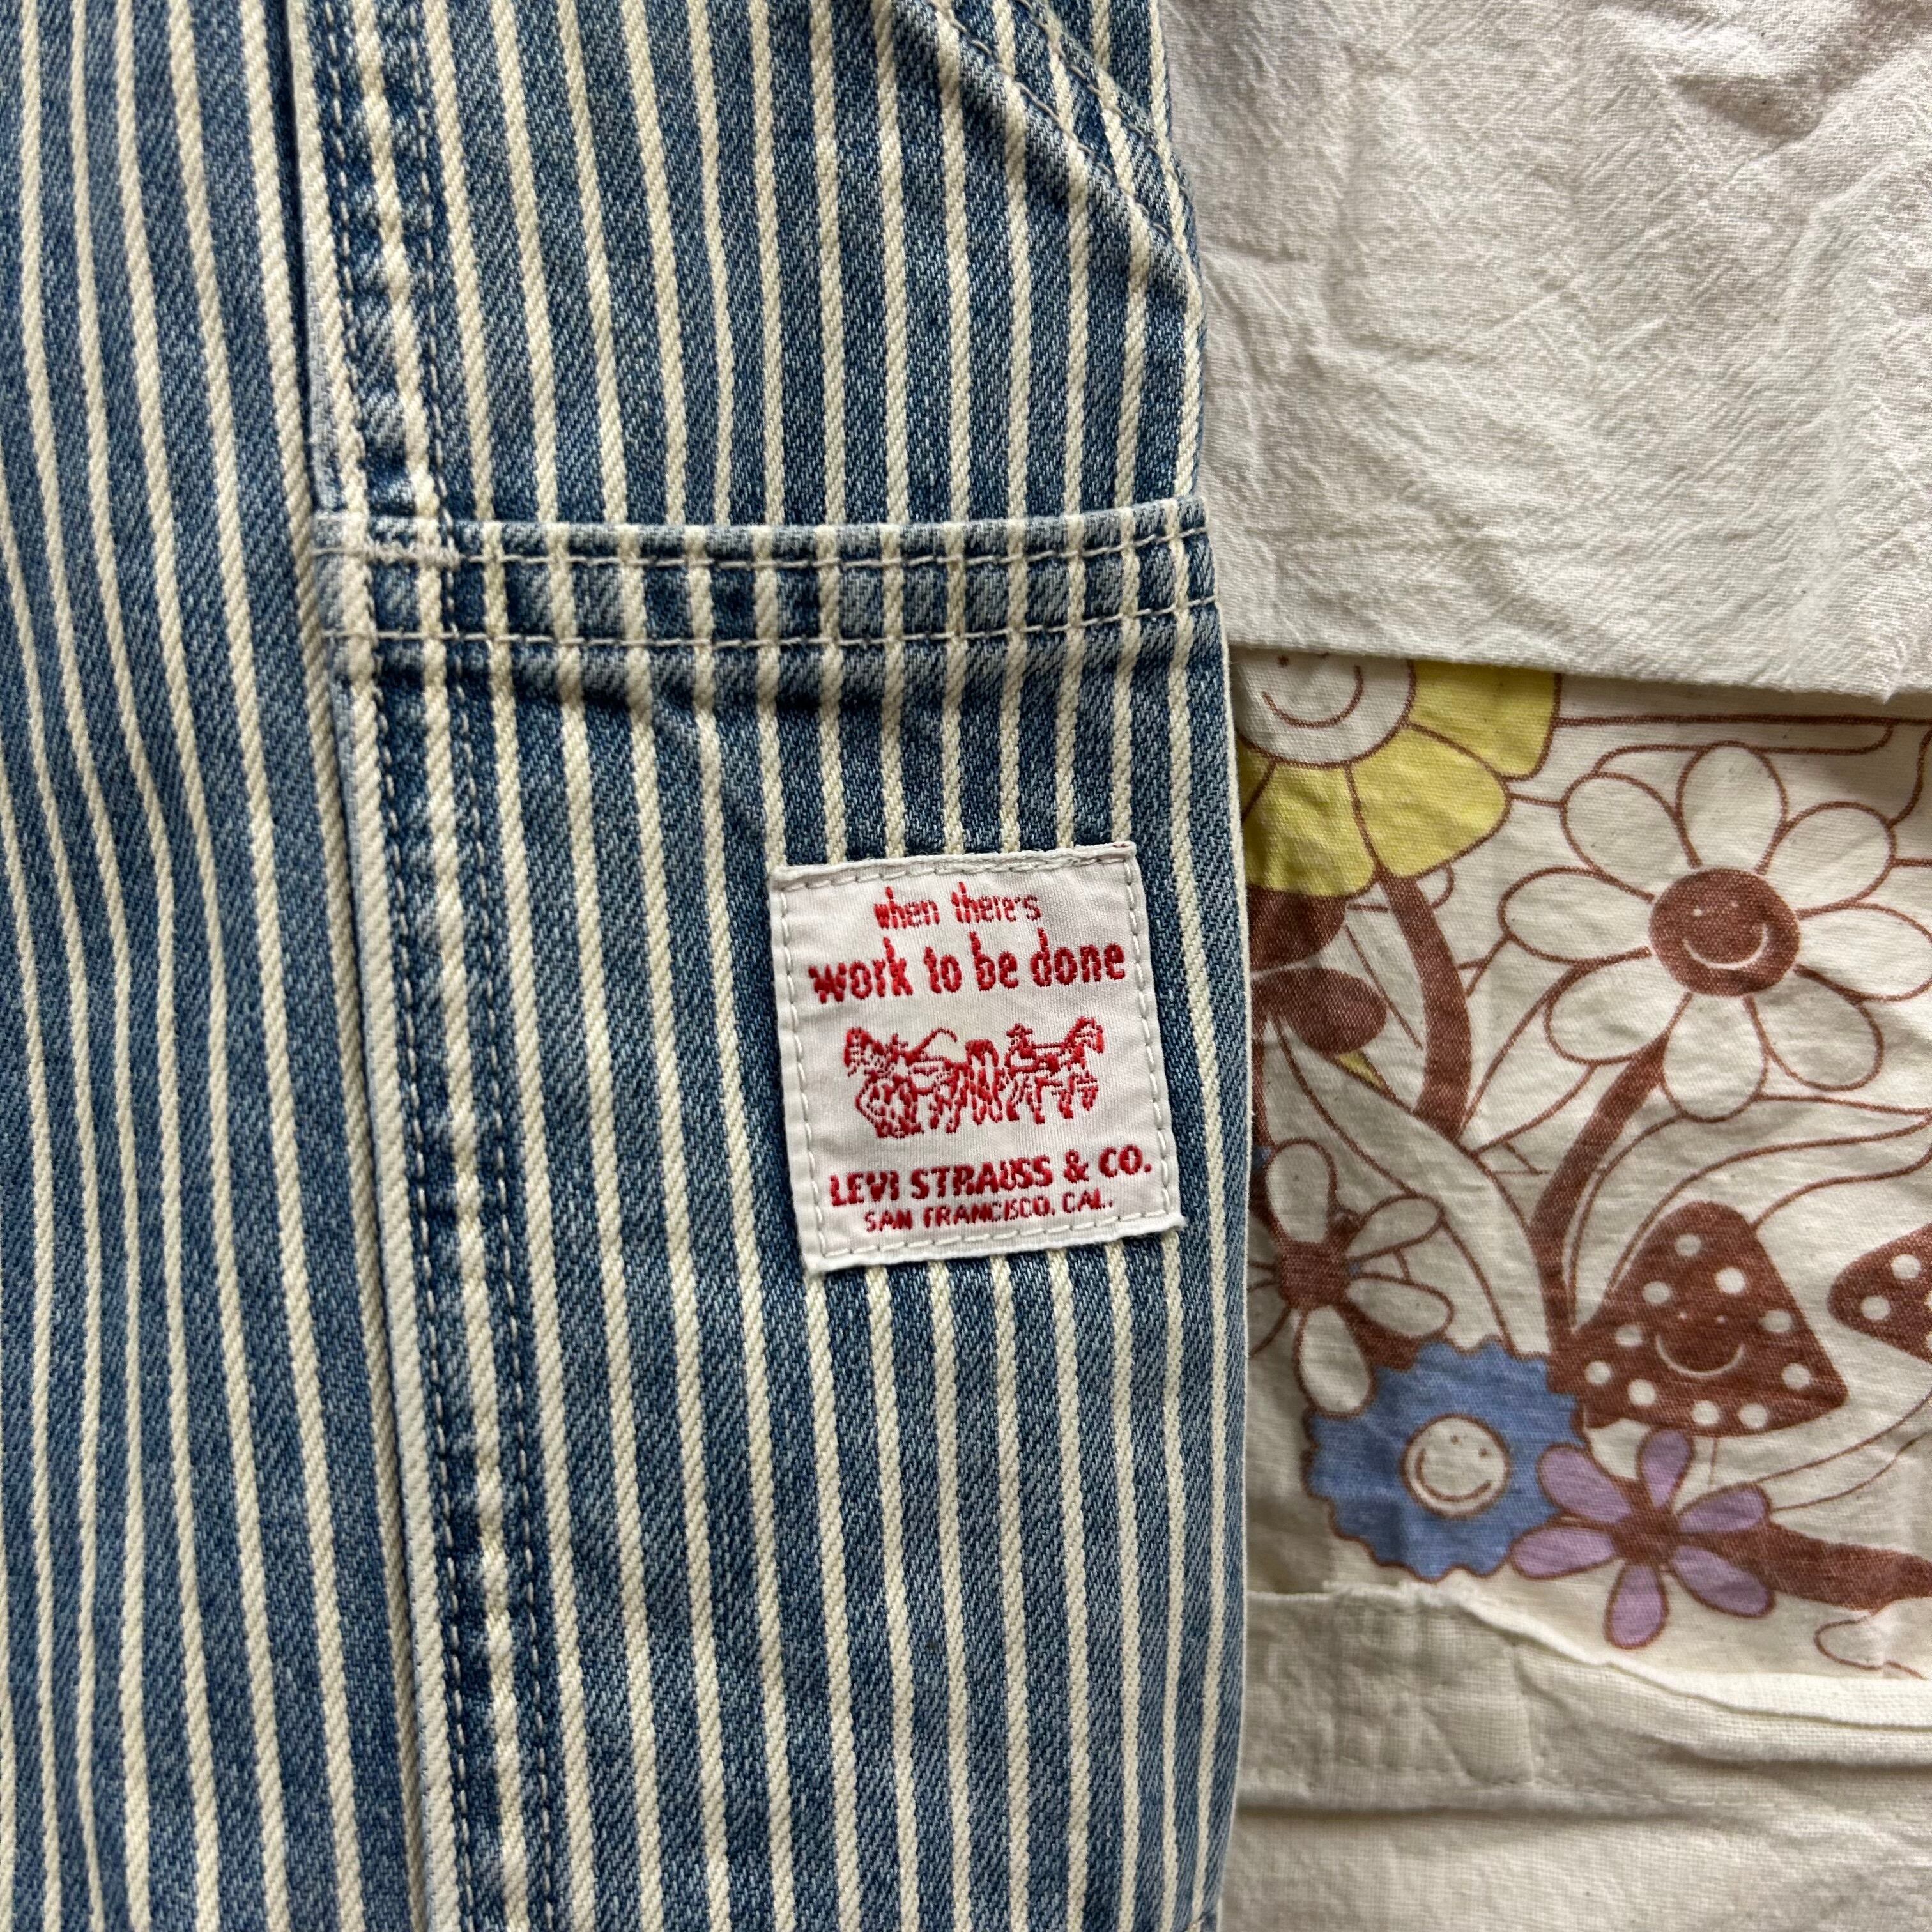 when there's
work to be done
LEVI STRAUSS & CO.
SAN FRANCISCO, CAL.